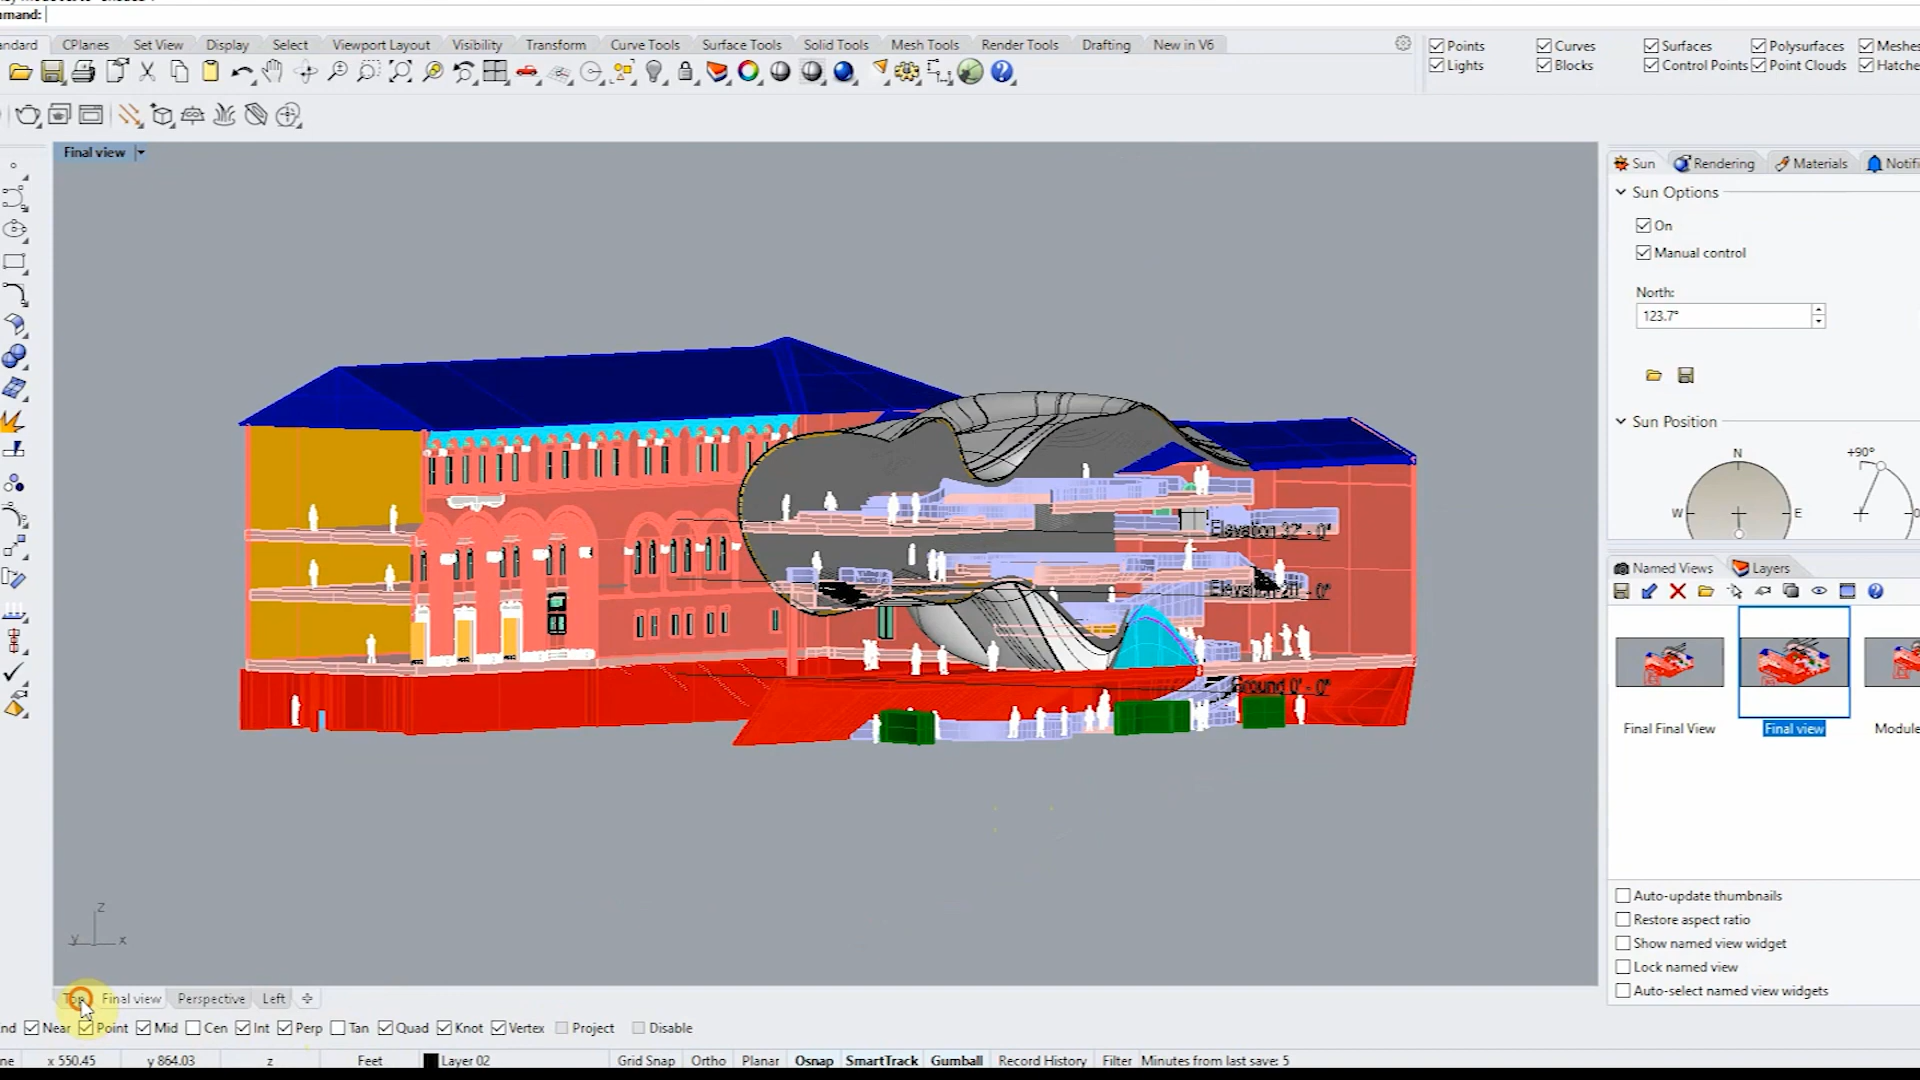 mmand:
andard CPlanes Set View Display Select Viewport Layout Visibility Transform Curve Tools Surface Tools Solid Tools Mesh Tools Render Tools Drafting New in V6
Points Curves Surfaces Polysurfaces Meshes
Lights Blocks Control Points Point Clouds Hatche
Final view
Sun Rendering Materials Notifi
Sun Options
On
Manual control
North:
123.7°
Sun Position
N
+90°
W E
Elevation 32' - 0"
Ground 0' - 0"
Named Views Layers
Final Final View Final view Module
Auto-update thumbnails
Restore aspect ratio
Show named view widget
Lock named view
Auto-select named view widgets
z
y x
Top Final view Perspective Left
nd Near Point Mid Cen Int Perp Tan Quad Knot Vertex Project Disable
ne x 550.45 y 864.03 z Feet Layer 02 Grid Snap Ortho Planar Osnap SmartTrack Gumball Record History Filter Minutes from last save: 5